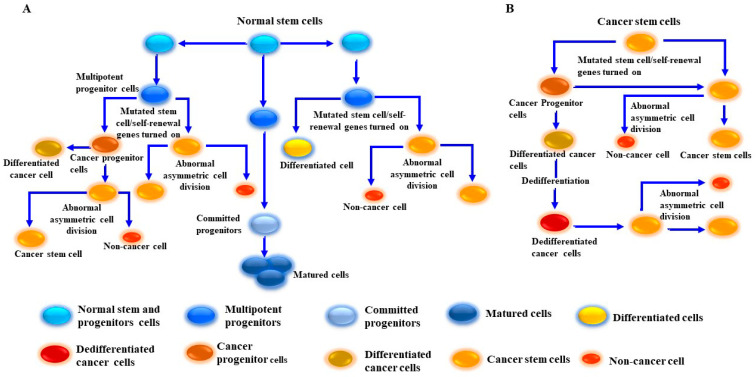 A
Normal stem cells
Multipotent
progenitor cells
Mutated stem
cell/self-renewal
genes turned on
Differentiated
cancer cell
Cancer progenitor
cells
Abnormal
asymmetric cell
division
Abnormal
asymmetric cell
division
Cancer stem cell
Non-cancer cell
Committed
progenitors
Matured cells
Mutated stem cell/self-
renewal genes turned on
Differentiated cell
Abnormal
asymmetric cell
division
Non-cancer cell
B
Cancer stem cells
Mutated stem cell/self-renewal
genes turned on
Cancer Progenitor
cells
Abnormal
asymmetric cell
division
Non-cancer cell
Cancer stem cells
Differentiated cancer
cells
Dedifferentiation
Abnormal
asymmetric cell
division
Dedifferentiated
cancer cells
Normal stem and
progenitors cells
Multipotent
progenitors
Committed
progenitors
Matured cells
Differentiated cells
Dedifferentiated
cancer cells
Cancer
progenitor cells
Differentiated
cancer cells
Cancer stem cells
Non-cancer cell